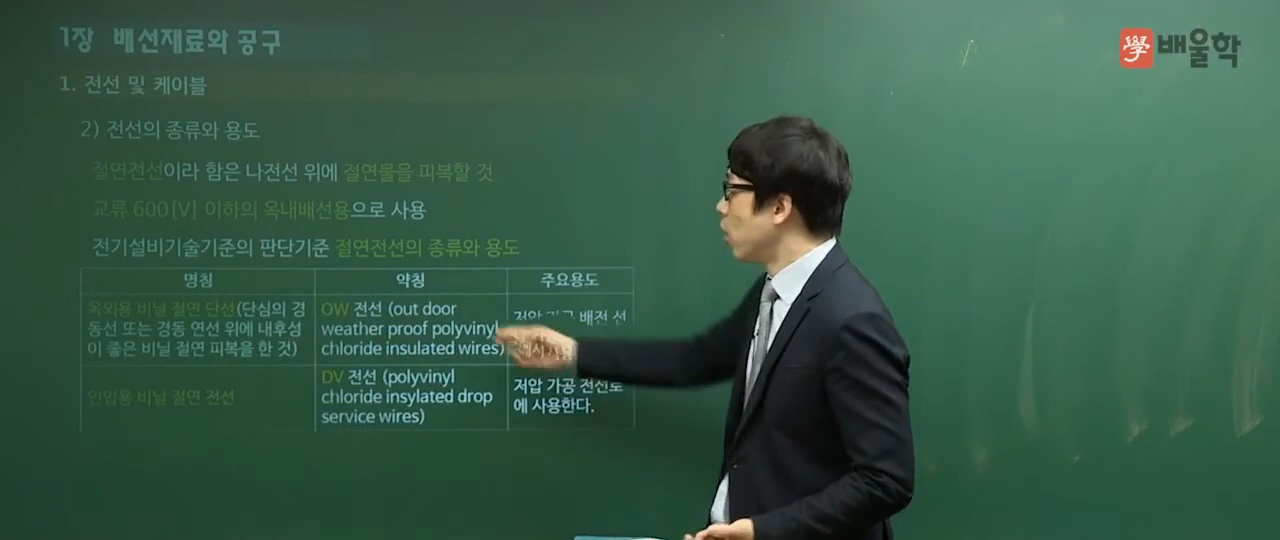 1장 배선재료와 공구
學 배울학
1. 전선 및 케이블
2) 전선의 종류와 용도
절연전선이라 함은 나전선 위에 절연물을 피복할 것
교류 600[V] 이하의 옥내배선용으로 사용
전기설비기술기준의 판단기준 절연전선의 종류와 용도
명칭 약칭 주요용도
옥외용 비닐 절연 단선(단심의 경
동선 또는 경동 연선 위에 내후성
이 좋은 비닐 절연 피복을 한 것)
OW 전선 (out door
weather proof polyvinyl
chloride insulated wires)
저압 가공 배전 선
에서
인입용 비닐 절연 전선
DV 전선 (polyvinyl
chloride insylated drop
service wires)
저압 가공 전선로
에 사용한다.